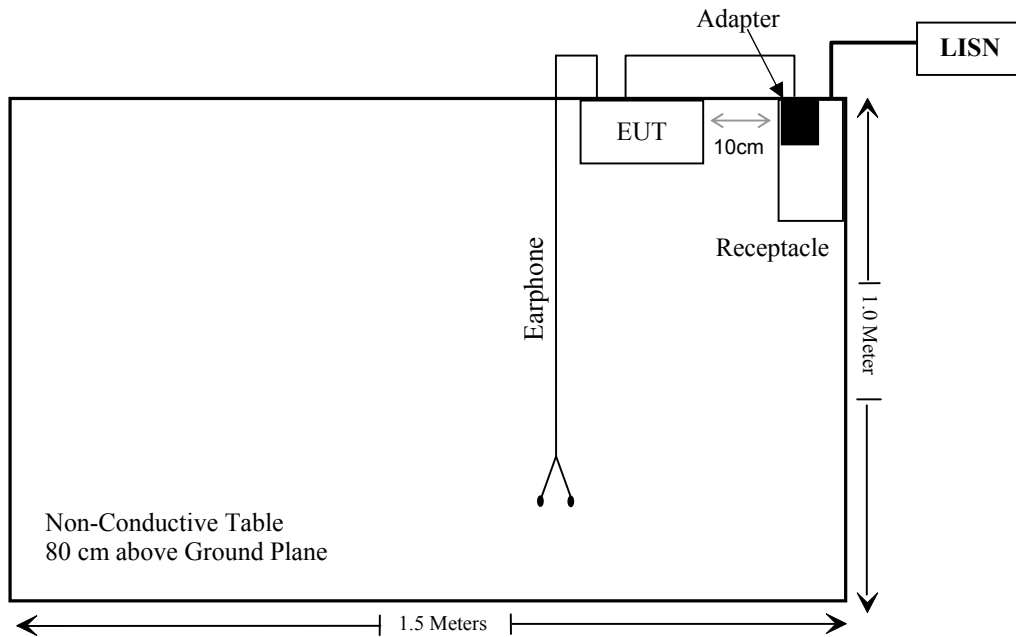 Adapter
LISN
EUT
10cm
Receptacle
Earphone
1.0 Meter
Non-Conductive Table
80 cm above Ground Plane
1.5 Meters